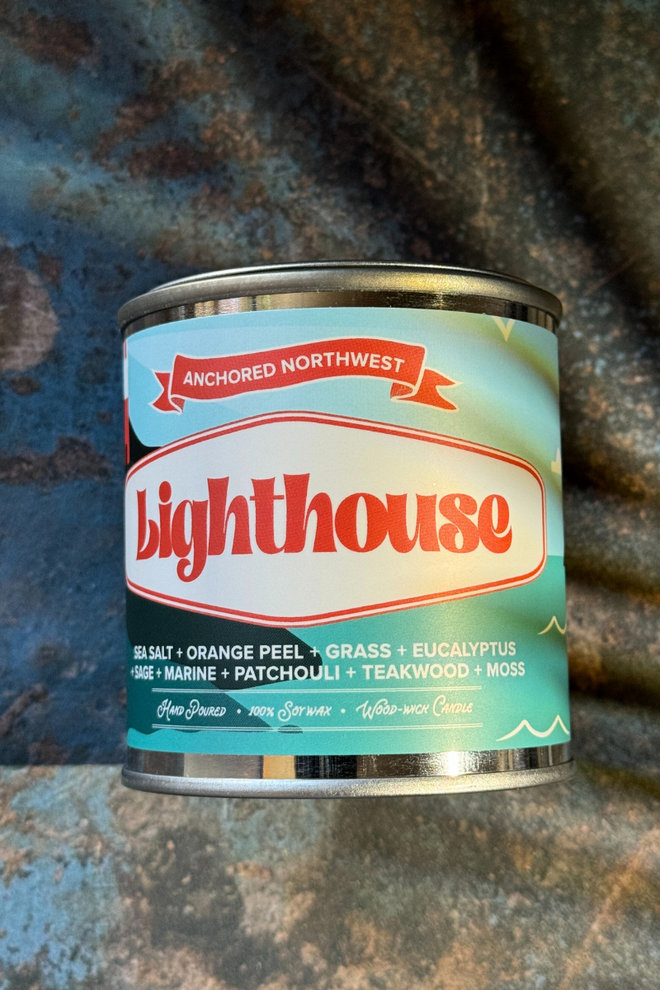 ANCHORED NORTHWEST
Lighthouse
SEA SALT + ORANGE PEEL + GRASS + EUCALYPTUS
+ SAGE + MARINE + PATCHOULI + TEAKWOOD + MOSS
Hand Poured • 100% Soy wax • Wood-wick Candle